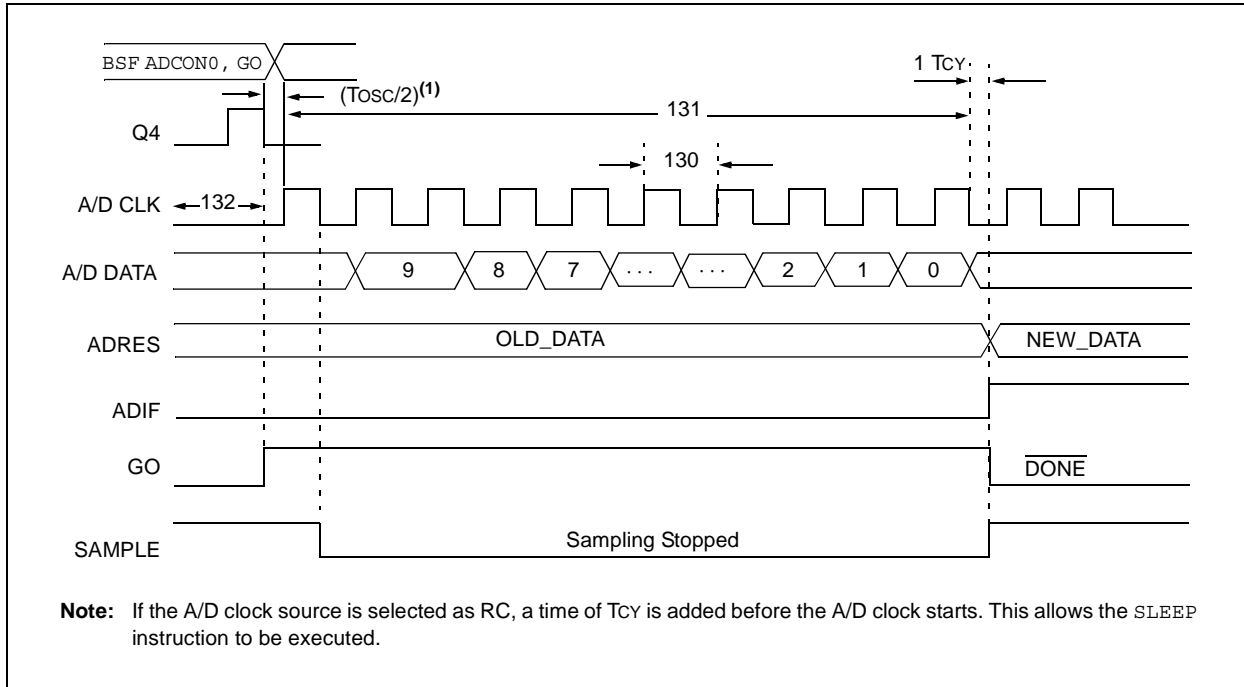 BSF ADCON0, GO
1 TCY
(TOSC/2)(1)
131
Q4
130
A/D CLK
132
A/D DATA
9 8 7 . . . . . . 2 1 0
ADRES
OLD_DATA
NEW_DATA
ADIF
GO
DONE
SAMPLE
Sampling Stopped
Note: If the A/D clock source is selected as RC, a time of TCY is added before the A/D clock starts. This allows the SLEEP
instruction to be executed.